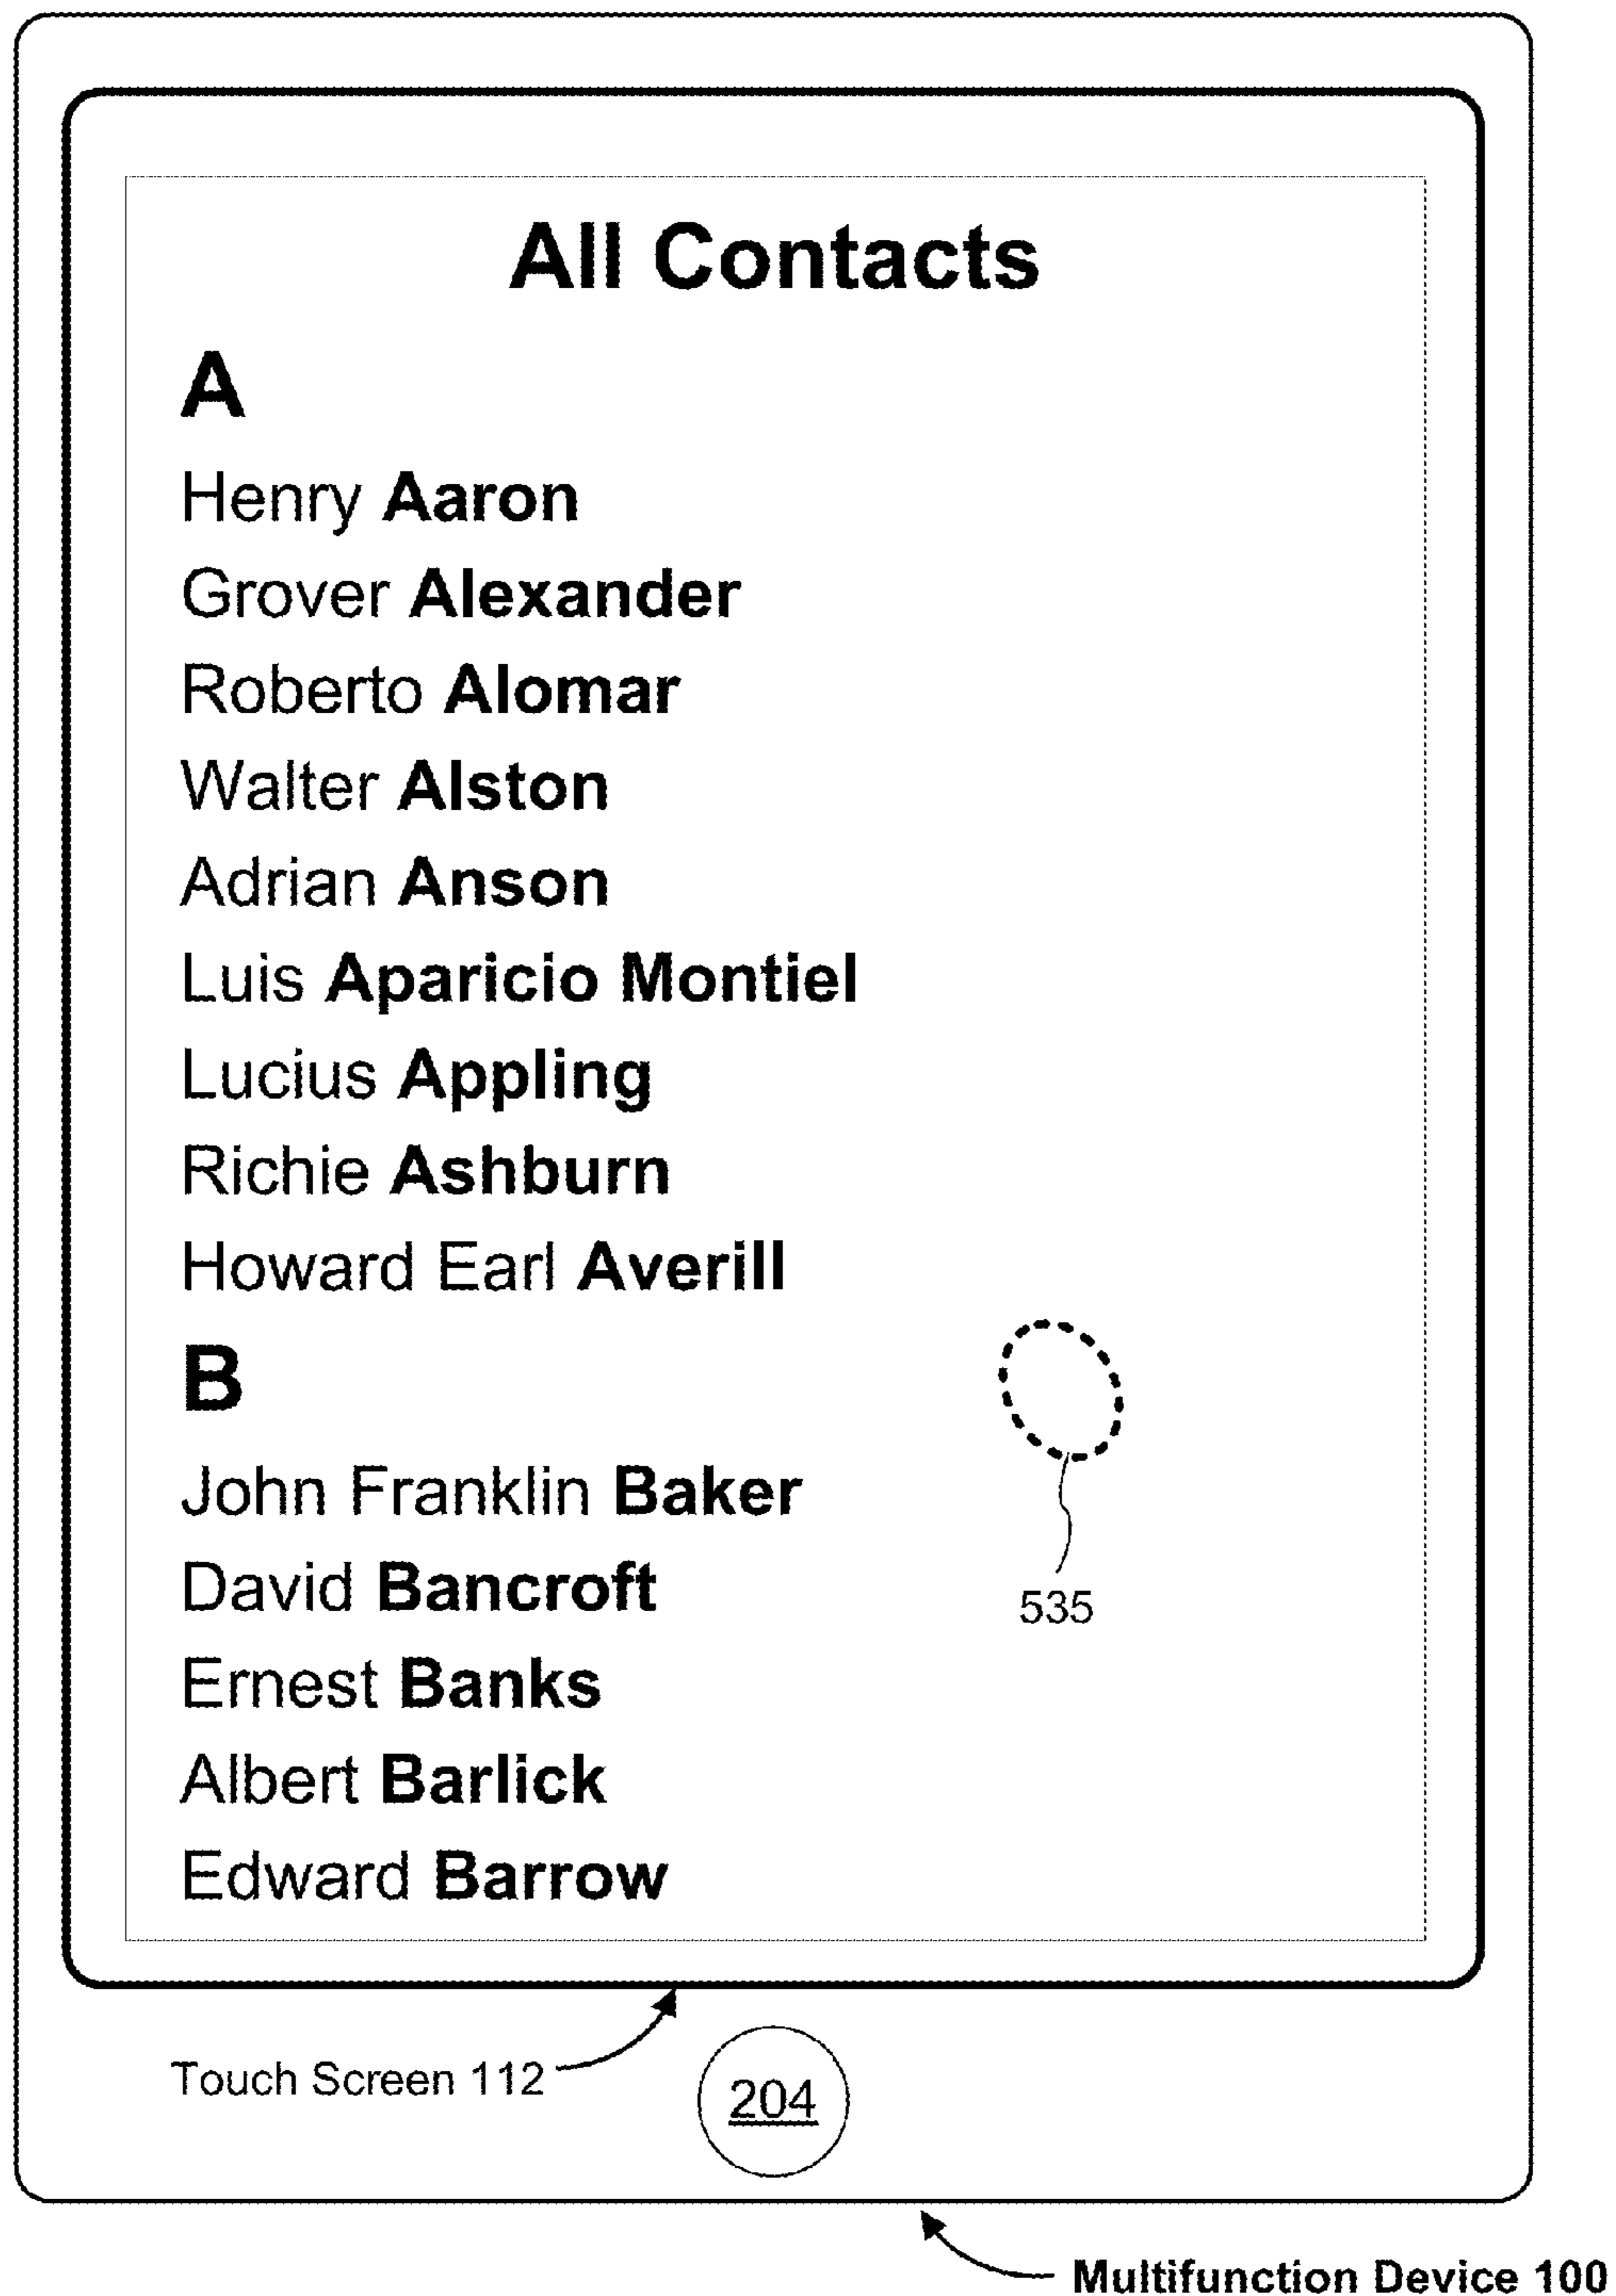 All Contacts
A
Henry Aaron
Grover Alexander
Roberto Alomar
Walter Alston
Adrian Anson
Luis Aparicio Montiel
Lucius Appling
Richie Ashburn
Howard Earl Averill
B
John Franklin Baker
David Bancroft
535
Ernest Banks
Albert Barlick
Edward Barrow
Touch Screen 112
204
Multifunction Device 100